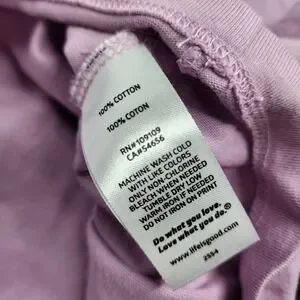 100% COTTON
100% COTON
RN#109109
CA#54656
MACHINE WASH COLD
WITH LIKE COLORS
ONLY NON-CHLORINE
BLEACH WHEN NEEDED
TUMBLE DRY LOW
WARM IRON IF NEEDED
DO NOT IRON ON PRINT
Do what you love.
Love what you do.®
www.lifeisgood.com
2554